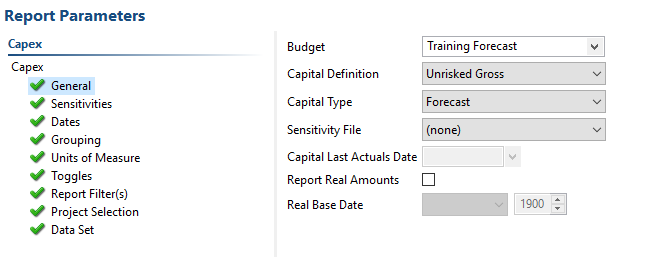 Report Parameters
Capex
Capex
General
Sensitivities
Dates
Grouping
Units of Measure
Toggles
Report Filter(s)
Project Selection
Data Set
Budget Training Forecast
Capital Definition Unrisked Gross
Capital Type Forecast
Sensitivity File (none)
Capital Last Actuals Date
Report Real Amounts
Real Base Date 1900